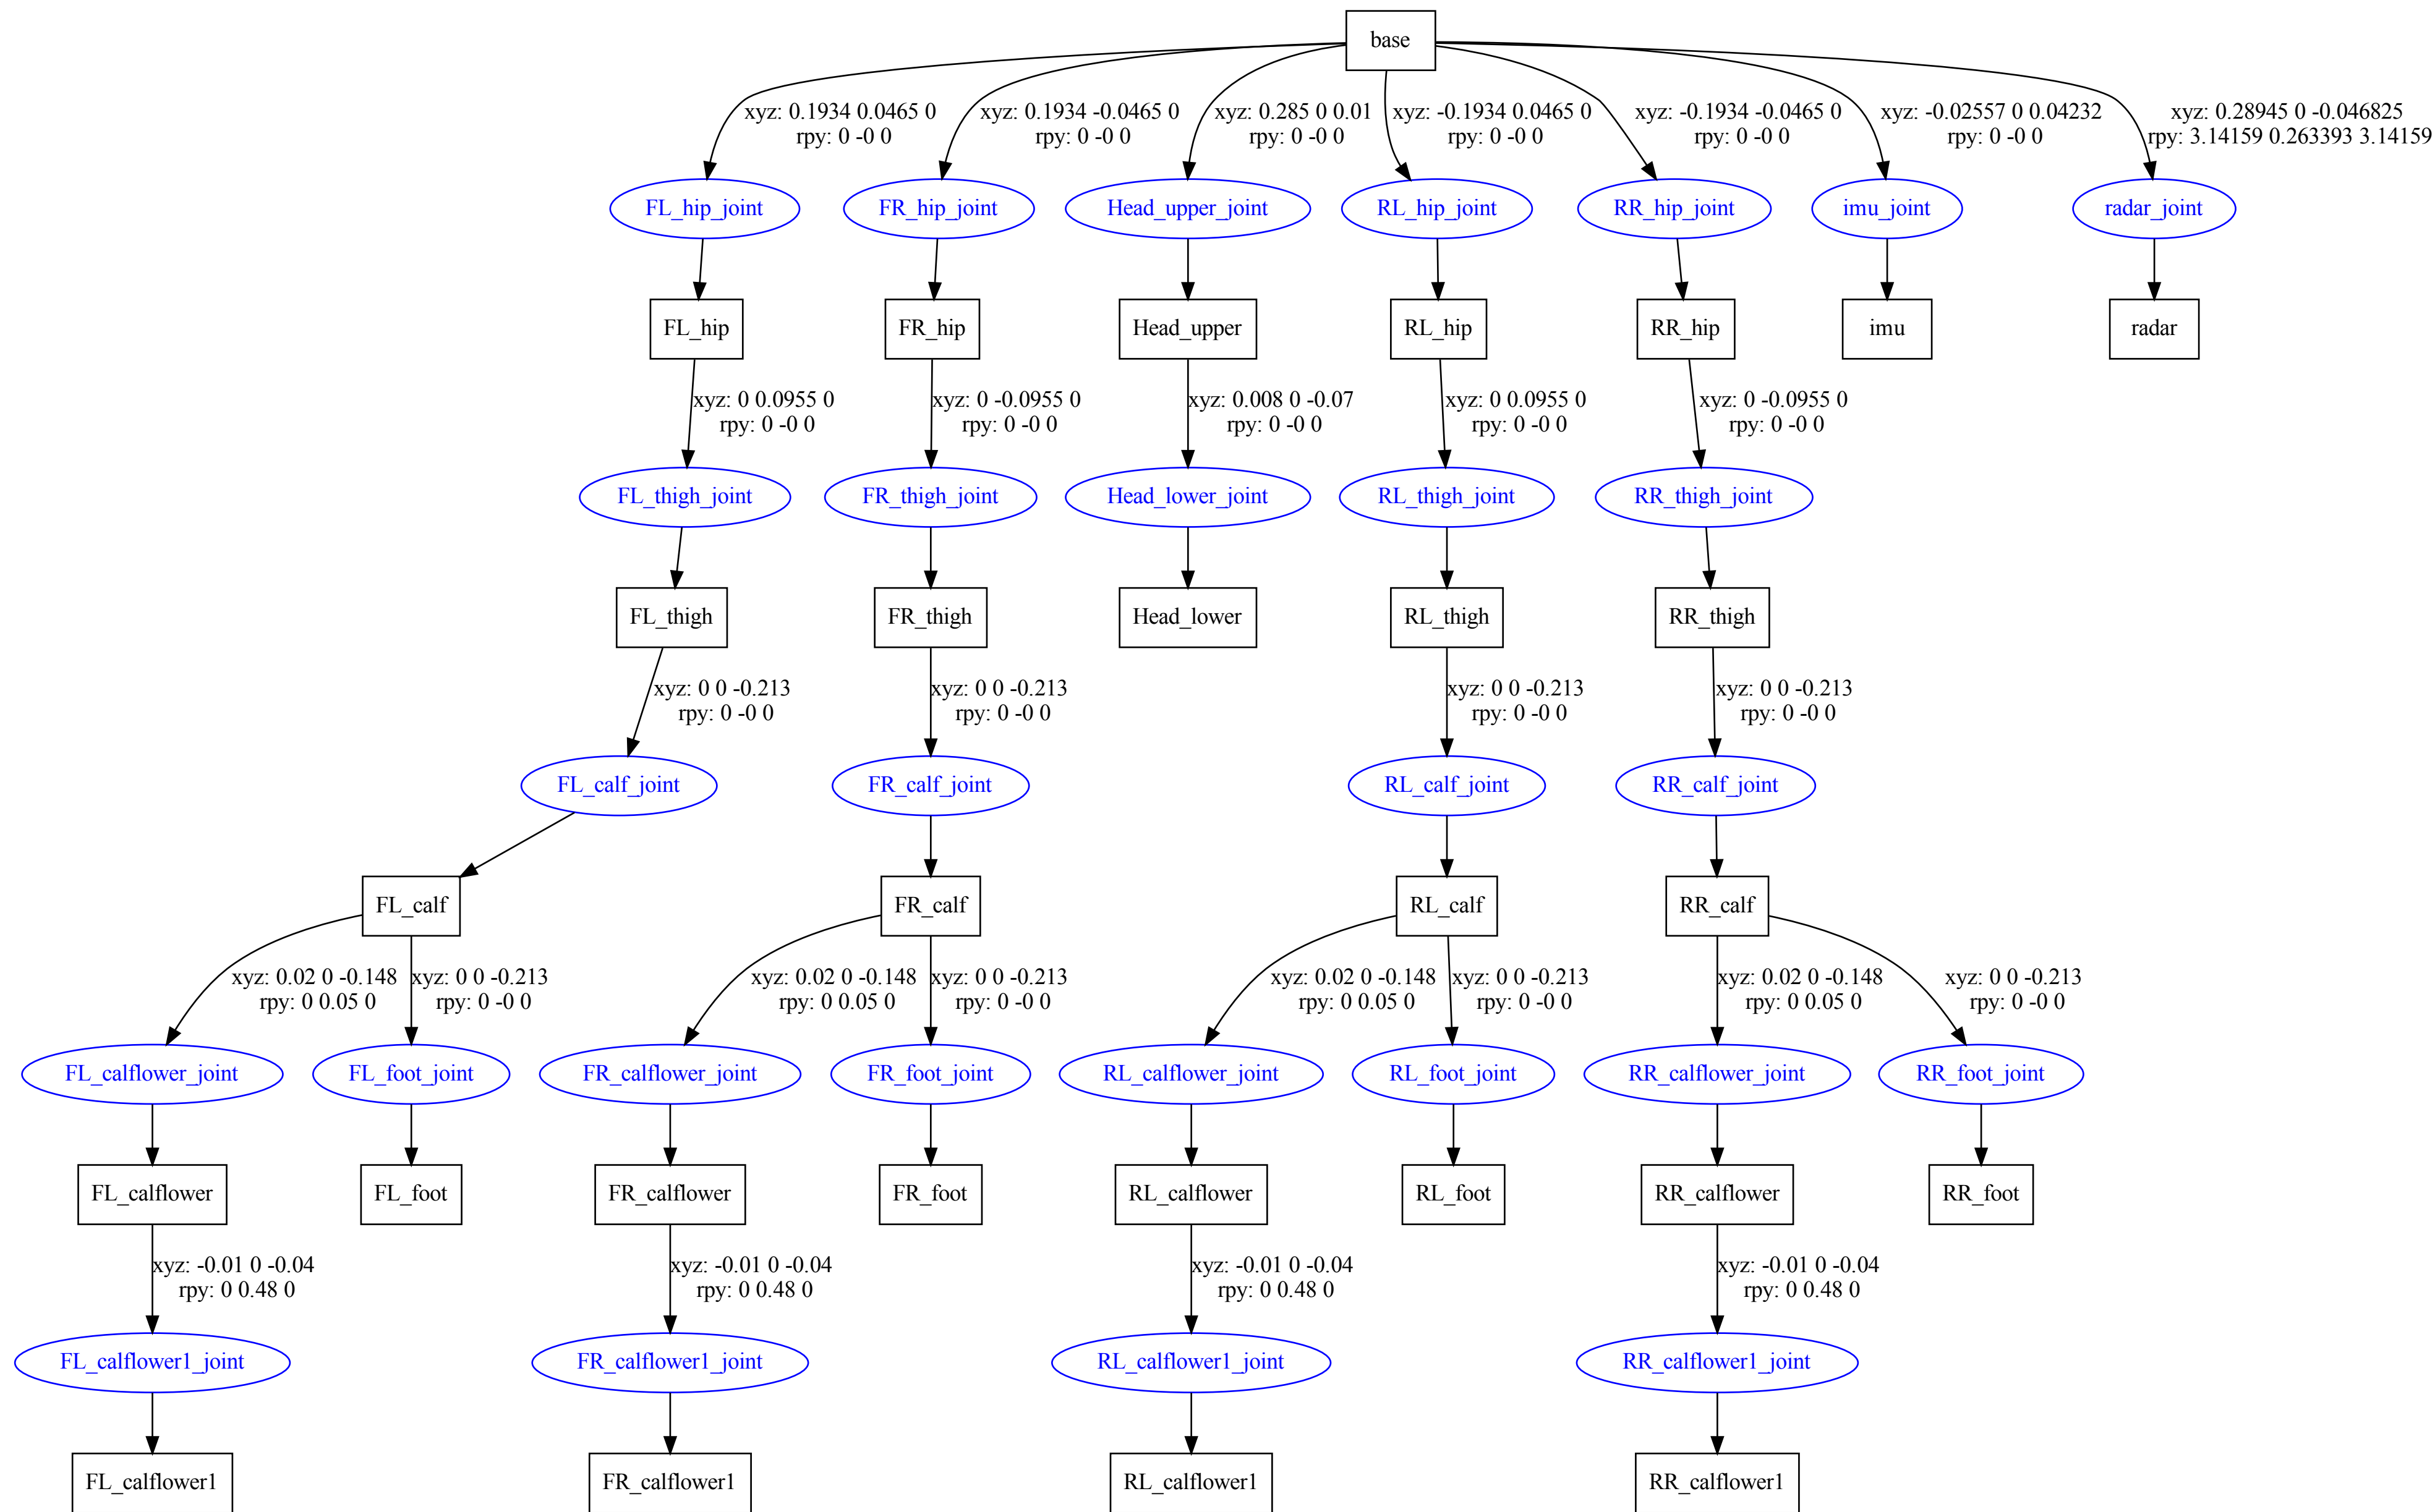 base
xyz: 0.1934 0.0465 0
rpy: 0 -0 0
xyz: 0.1934 -0.0465 0
rpy: 0 -0 0
xyz: 0.285 0 0.01
rpy: 0 -0 0
xyz: -0.1934 0.0465 0
rpy: 0 -0 0
xyz: -0.1934 -0.0465 0
rpy: 0 -0 0
xyz: -0.02557 0 0.04232
rpy: 0 -0 0
xyz: 0.28945 0 -0.046825
rpy: 3.14159 0.263393 3.14159
FL_hip_joint
FR_hip_joint
Head_upper_joint
RL_hip_joint
RR_hip_joint
imu_joint
radar_joint
FL_hip
FR_hip
Head_upper
RL_hip
RR_hip
imu
radar
xyz: 0 0.0955 0
rpy: 0 -0 0
xyz: 0 -0.0955 0
rpy: 0 -0 0
xyz: 0.008 0 -0.07
rpy: 0 -0 0
xyz: 0 0.0955 0
rpy: 0 -0 0
xyz: 0 -0.0955 0
rpy: 0 -0 0
FL_thigh_joint
FR_thigh_joint
Head_lower_joint
RL_thigh_joint
RR_thigh_joint
FL_thigh
FR_thigh
Head_lower
RL_thigh
RR_thigh
xyz: 0 0 -0.213
rpy: 0 -0 0
xyz: 0 0 -0.213
rpy: 0 -0 0
xyz: 0 0 -0.213
rpy: 0 -0 0
xyz: 0 0 -0.213
rpy: 0 -0 0
FL_calf_joint
FR_calf_joint
RL_calf_joint
RR_calf_joint
FL_calf
FR_calf
RL_calf
RR_calf
xyz: 0.02 0 -0.148
rpy: 0 0.05 0
xyz: 0 0 -0.213
rpy: 0 -0 0
xyz: 0.02 0 -0.148
rpy: 0 0.05 0
xyz: 0 0 -0.213
rpy: 0 -0 0
xyz: 0.02 0 -0.148
rpy: 0 0.05 0
xyz: 0 0 -0.213
rpy: 0 -0 0
xyz: 0.02 0 -0.148
rpy: 0 0.05 0
xyz: 0 0 -0.213
rpy: 0 -0 0
FL_calflower_joint
FL_foot_joint
FR_calflower_joint
FR_foot_joint
RL_calflower_joint
RL_foot_joint
RR_calflower_joint
RR_foot_joint
FL_calflower
FL_foot
FR_calflower
FR_foot
RL_calflower
RL_foot
RR_calflower
RR_foot
xyz: -0.01 0 -0.04
rpy: 0 0.48 0
xyz: -0.01 0 -0.04
rpy: 0 0.48 0
xyz: -0.01 0 -0.04
rpy: 0 0.48 0
xyz: -0.01 0 -0.04
rpy: 0 0.48 0
FL_calflower1_joint
FR_calflower1_joint
RL_calflower1_joint
RR_calflower1_joint
FL_calflower1
FR_calflower1
RL_calflower1
RR_calflower1